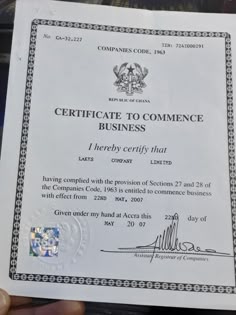 No CA-32,227
TIN: 72A1000191
COMPANIES CODE, 1963
REPUBLIC OF GHANA
CERTIFICATE TO COMMENCE
BUSINESS
I hereby certify that
COMPANY LIMITED
having complied with the provision of Sections 27 and 28 of
the Companies Code, 1963 is entitled to commence business
with effect from 22ND MAY, 2007
Given under my hand at Accra this 22ND day of
MAY 20 07
Assistant Registrar of Companies